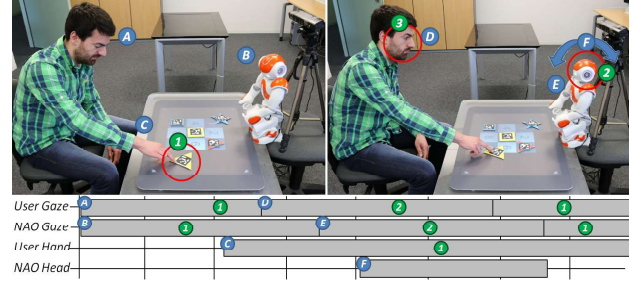 A
B
C
1
3
D
F
2
E
User Gaze A 1 D 2 1
NAO Gaze B 1 E 2 1
User Hand C 1
NAO Head F